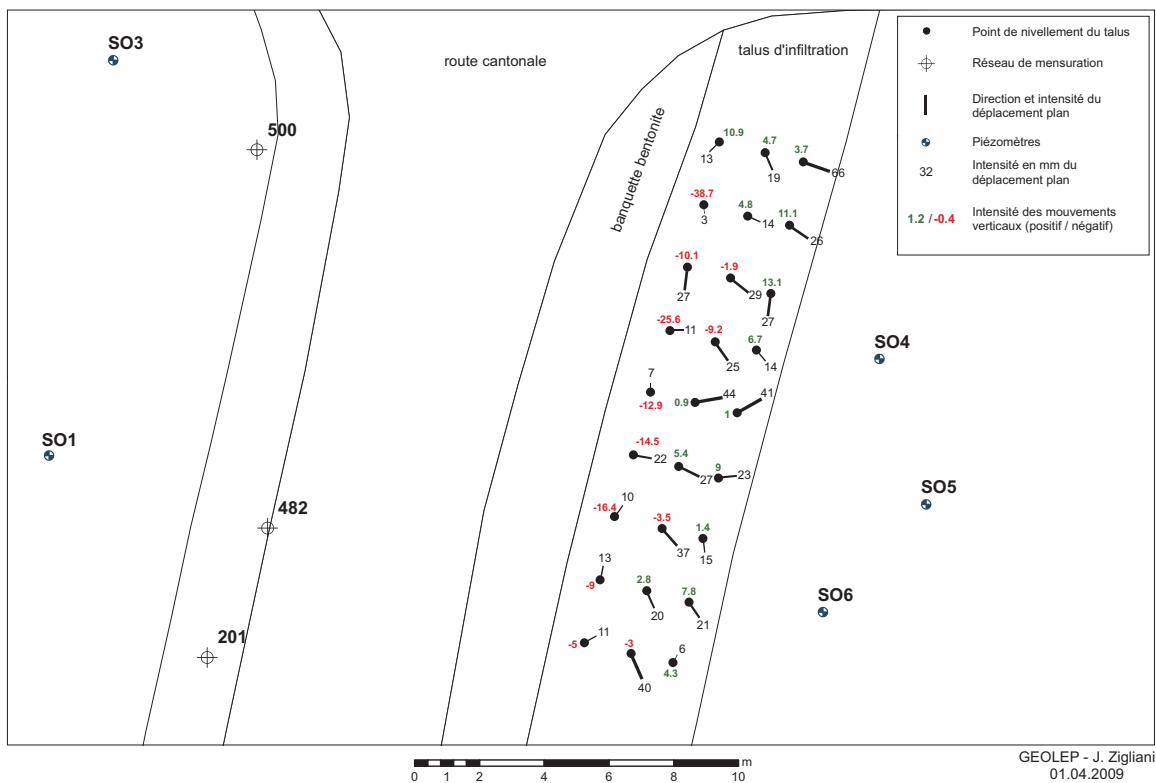 SO3
500
route cantonale
talus d'infiltration
banquette bentonite
Point de nivellement du talus
Réseau de mensuration
Direction et intensité du
déplacement plan
Piézomètres
32
Intensité en mm du
déplacement plan
1.2 / -0.4
Intensité des mouvements
verticaux (positif / négatif)
10.9
4.7
3.7
13
19
66
-38.7
4.8
11.1
3
14
26
-10.1
-1.9
13.1
27
29
27
-25.6
11
-9.2
6.7
25
14
SO4
7
44
41
-12.9
0.9
1
SO1
-14.5
5.4
9
22
27
23
SO5
482
10
-16.4
-3.5
1.4
37
15
13
-9
2.8
7.8
20
21
SO6
201
11
-5
-3
6
40
4.3
0 1 2 4 6 8 10 m
GEOLEP - J. Zigliani
01.04.2009